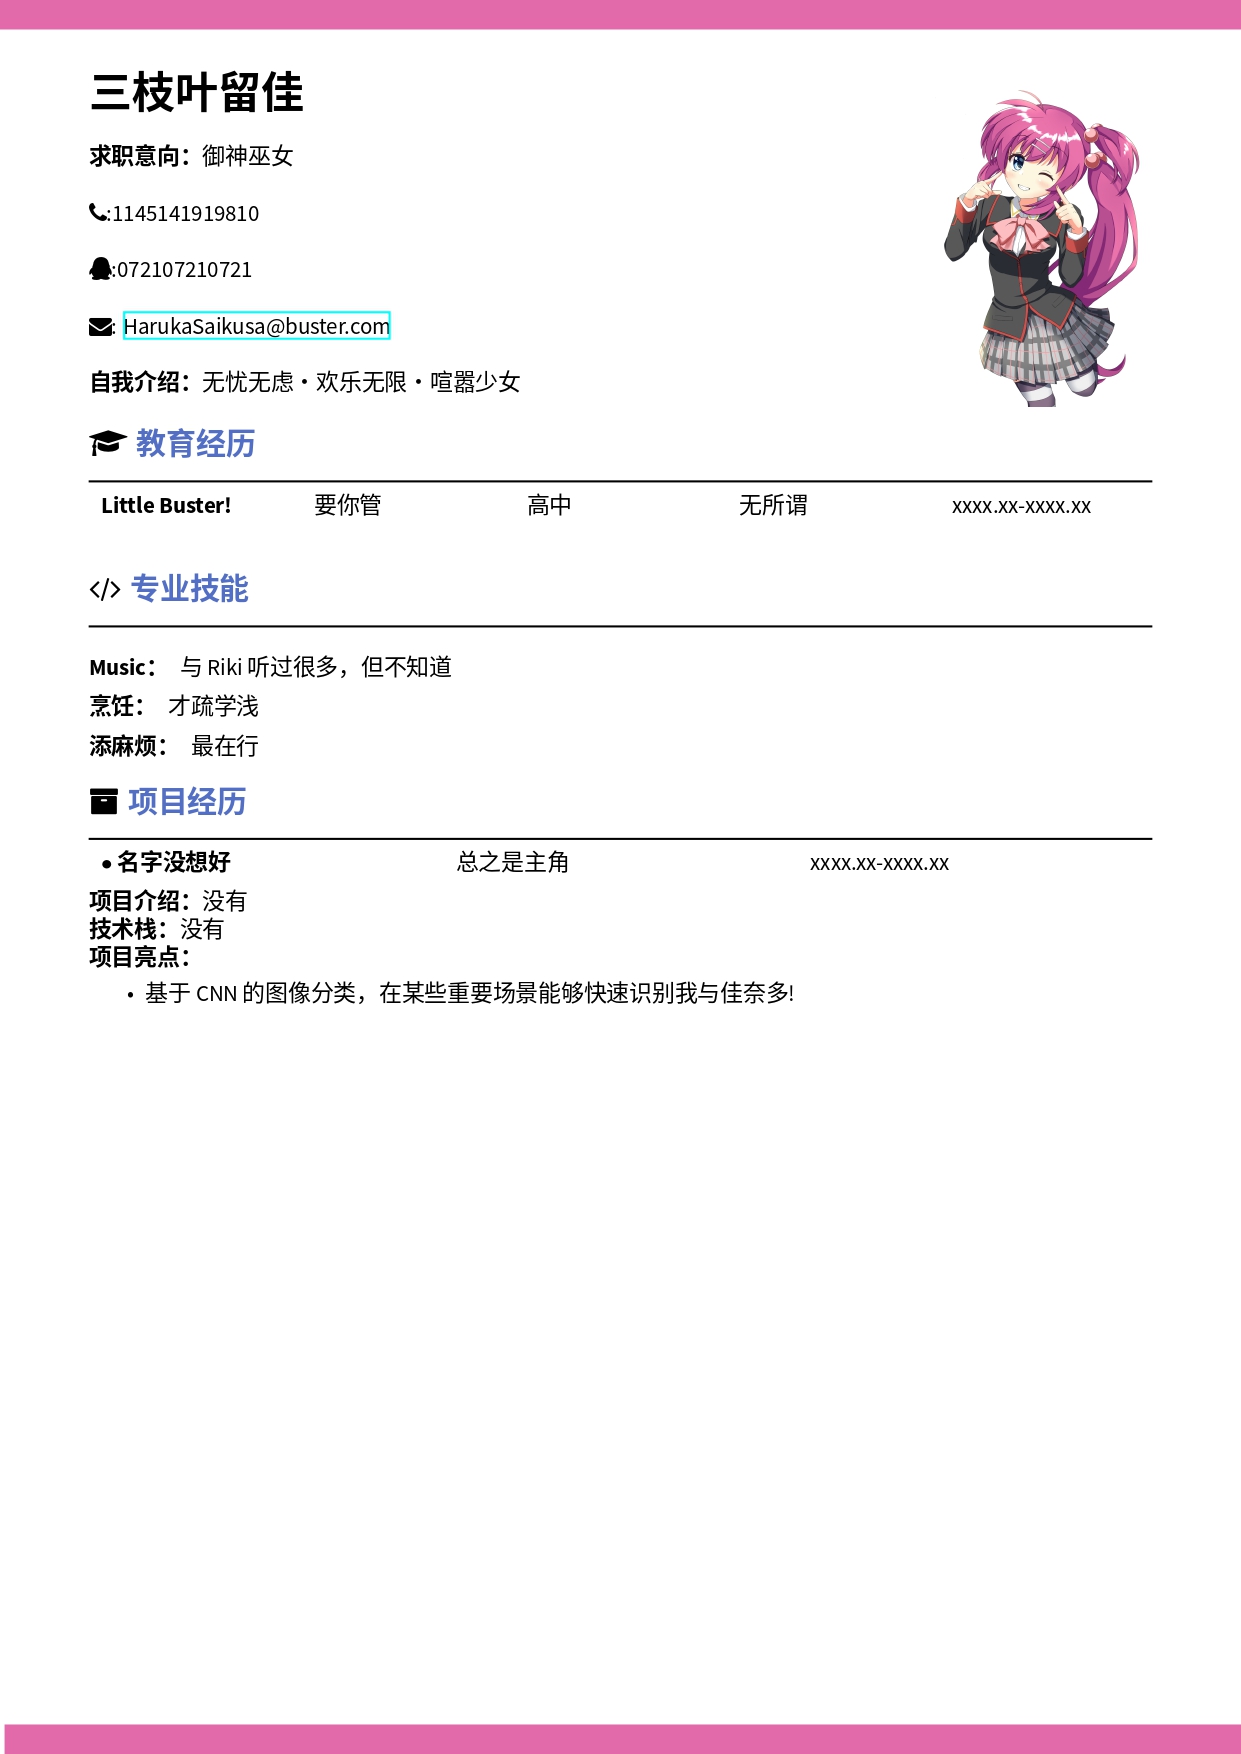 三枝叶留佳
求职意向：御神巫女
:1145141919810
:072107210721
: HarukaSaikusa@buster.com
自我介绍：无忧无虑·欢乐无限·喧嚣少女
教育经历
Little Buster! 要你管 高中 无所谓 xxxx.xx-xxxx.xx
</> 专业技能
Music： 与 Riki 听过很多，但不知道
烹饪： 才疏学浅
添麻烦： 最在行
项目经历
• 名字没想好 总之是主角 xxxx.xx-xxxx.xx
项目介绍：没有
技术栈：没有
项目亮点：
• 基于 CNN 的图像分类，在某些重要场景能够快速识别我与佳奈多!